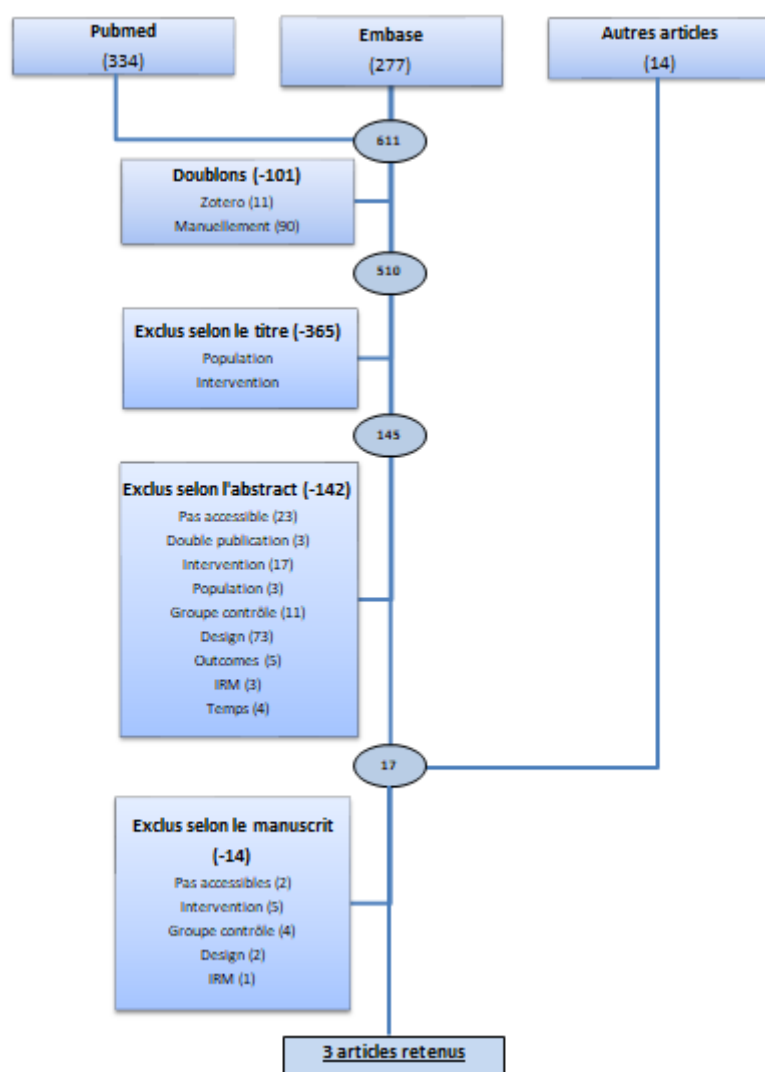 Pubmed
(334)
Embase
(277)
Autres articles
(14)
611
Doublons (-101)
Zotero (11)
Manuellement (90)
510
Exclus selon le titre (-365)
Population
Intervention
145
Exclus selon l'abstract (-142)
Pas accessible (23)
Double publication (3)
Intervention (17)
Population (3)
Groupe contrôle (11)
Design (73)
Outcomes (5)
IRM (3)
Temps (4)
17
Exclus selon le manuscrit
(-14)
Pas accessibles (2)
Intervention (5)
Groupe contrôle (4)
Design (2)
IRM (1)
3 articles retenus